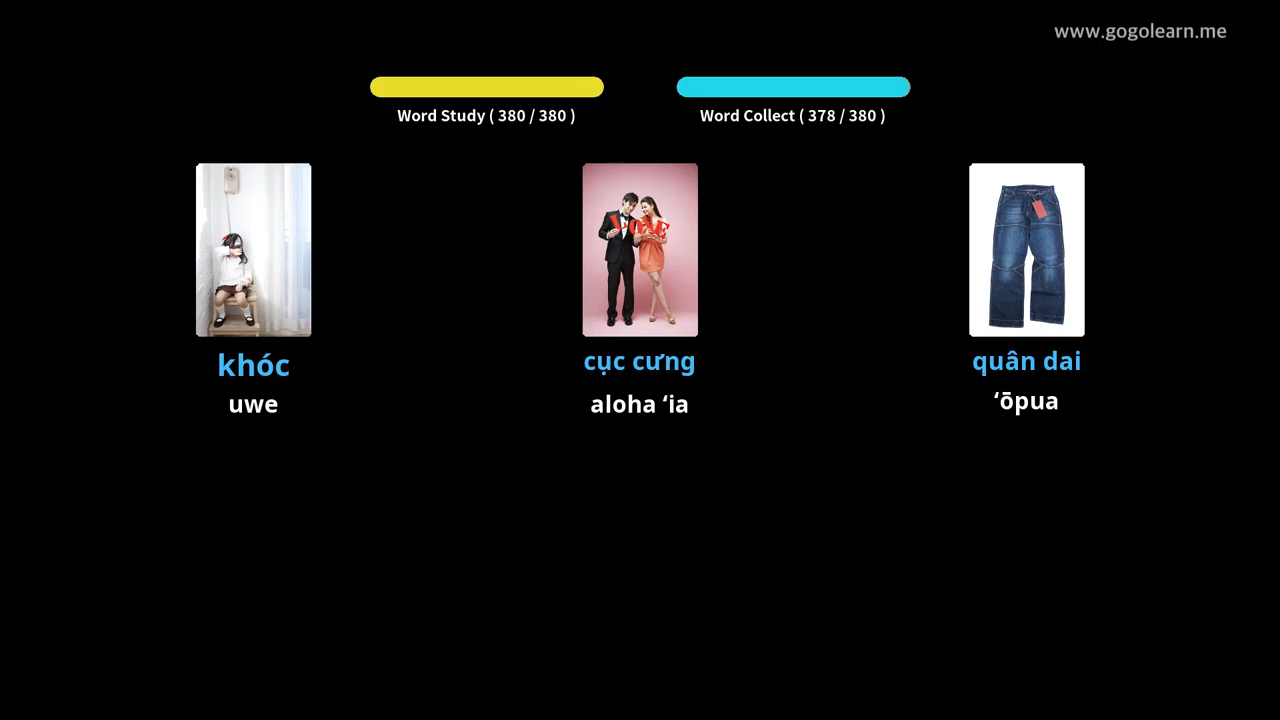 www.gogolearn.me
Word Study ( 380 / 380 )
Word Collect ( 378 / 380 )
LOVE
khóc
cục cưng
quân dai
uwe
aloha ʻia
ʻōpua